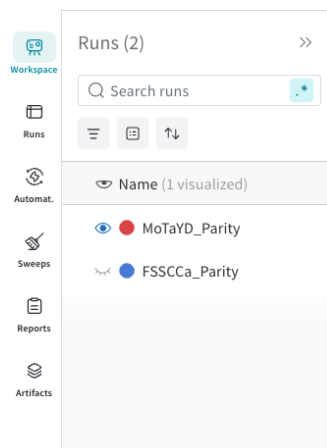 Workspace
Runs
Automat.
Sweeps
Reports
Artifacts
Runs (2)
Search runs
.*
Name (1 visualized)
MoTaYD_Parity
FSSCCa_Parity